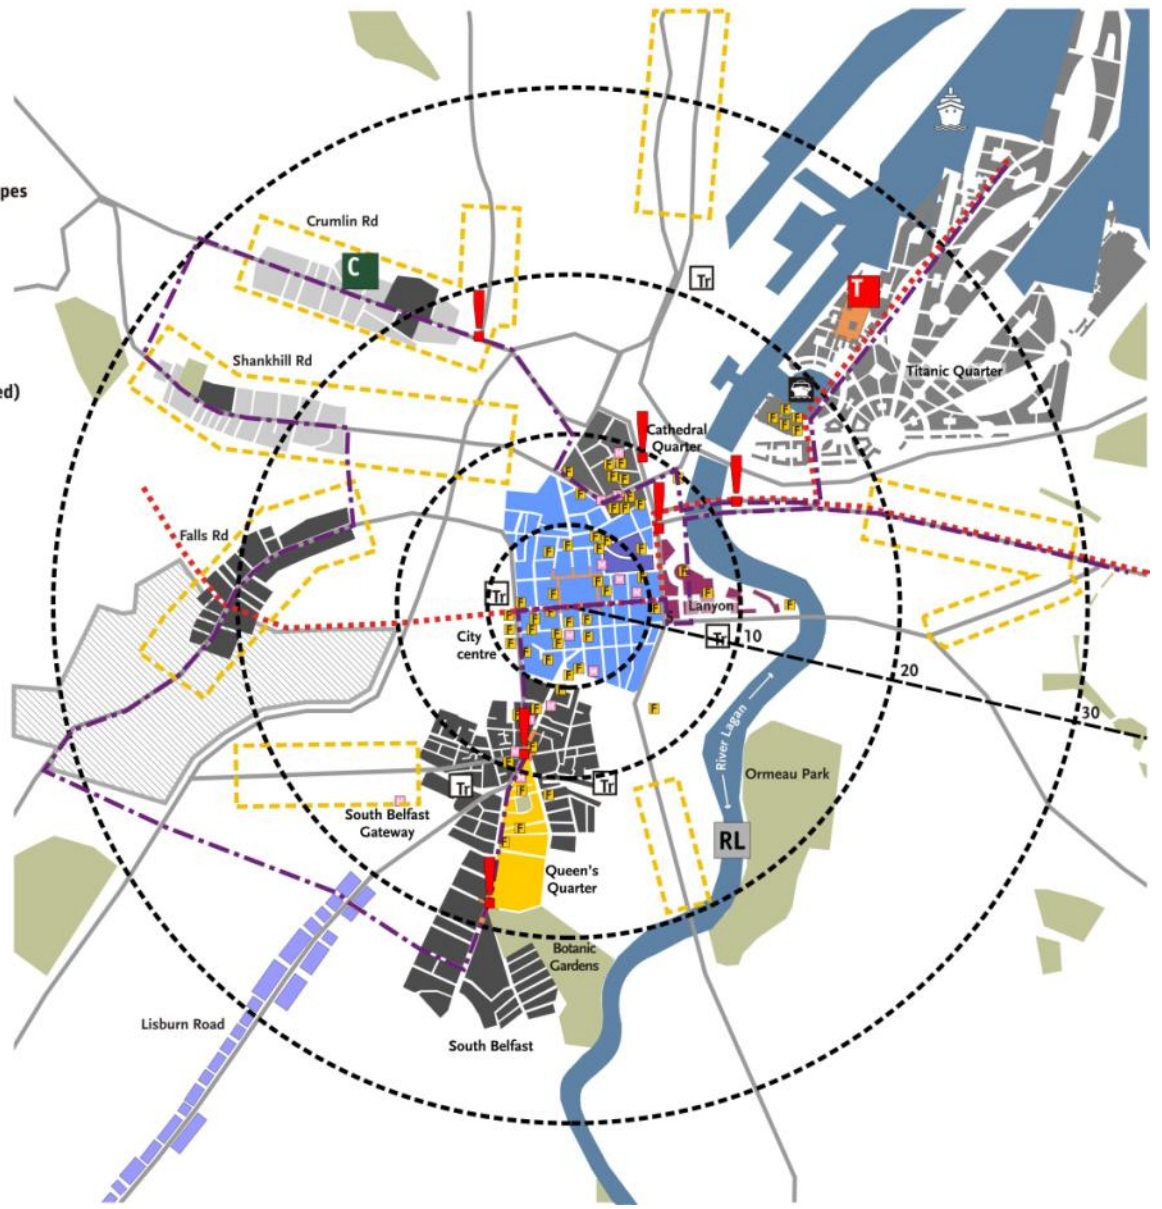 pes
Crumlin Rd
C
Tr
T
Shankhill Rd
ed)
Titanic Quarter
Cathedral
Quarter
Falls Rd
Tr
Lanyon
City
centre
Tr
10
20
30
River Lagan
Ormeau Park
Tr
Tr
South Belfast
Gateway
RL
Queen's
Quarter
Botanic
Gardens
Lisburn Road
South Belfast